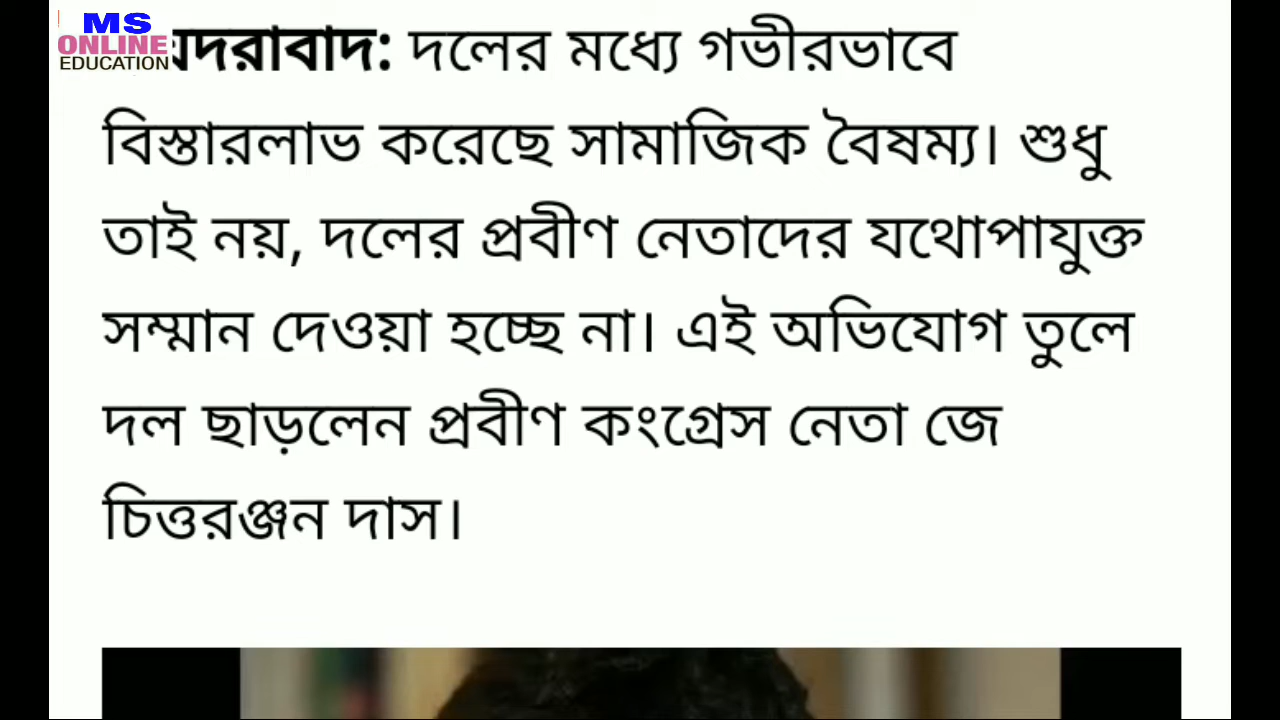 MS
ONLINE
EDUCATION
দলের মধ্যে গভীরভাবে
বিস্তারলাভ করেছে সামাজিক বৈষম্য। শুধু
তাই নয়, দলের প্রবীণ নেতাদের যথোপাযুক্ত
সম্মান দেওয়া হচ্ছে না। এই অভিযোগ তুলে
দল ছাড়লেন প্রবীণ কংগ্রেস নেতা জে
চিত্তরঞ্জন দাস।